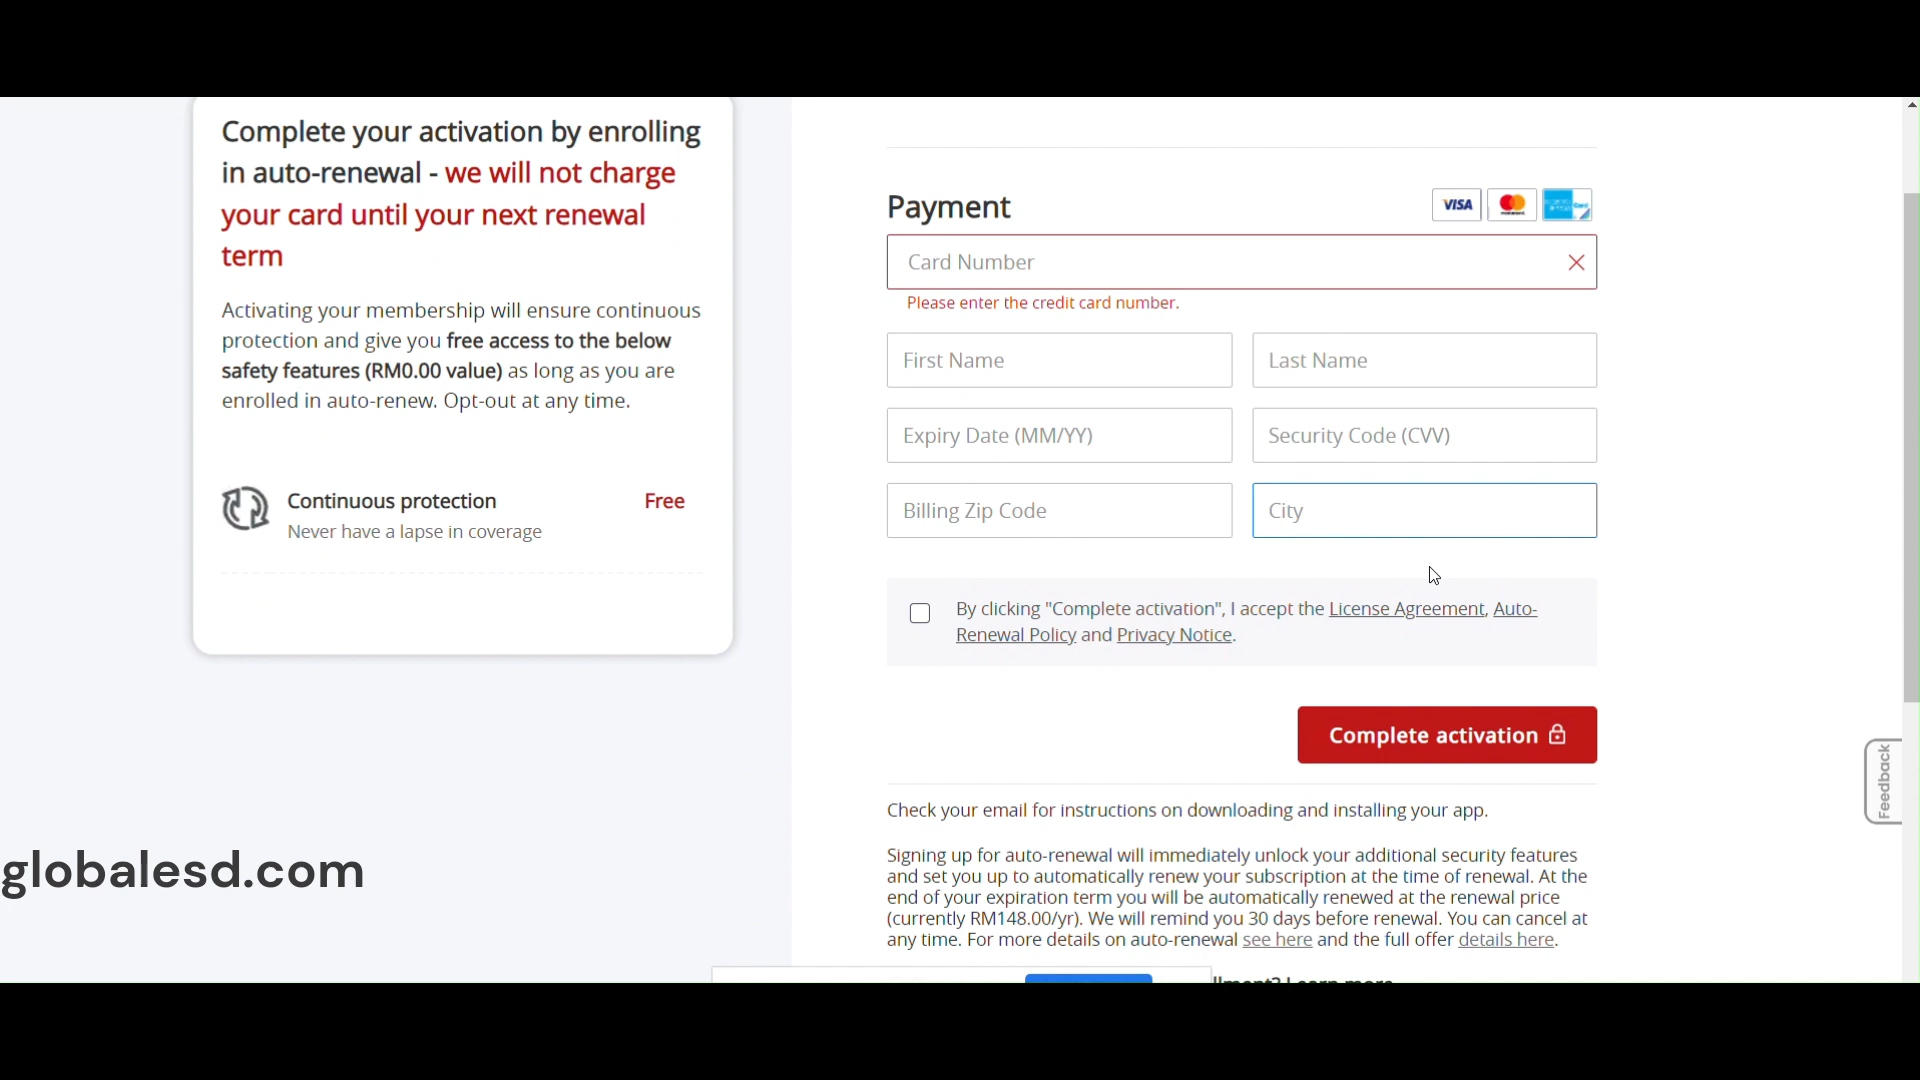 Complete your activation by enrolling
in auto-renewal - we will not charge
your card until your next renewal
term
Activating your membership will ensure continuous
protection and give you free access to the below
safety features (RM0.00 value) as long as you are
enrolled in auto-renew. Opt-out at any time.
Continuous protection Free
Never have a lapse in coverage
globalesd.com
Payment
VISA
Card Number
Please enter the credit card number.
First Name Last Name
Expiry Date (MM/YY) Security Code (CVV)
Billing Zip Code City
By clicking "Complete activation", I accept the License Agreement, Auto-
Renewal Policy and Privacy Notice.
Complete activation
Check your email for instructions on downloading and installing your app.
Signing up for auto-renewal will immediately unlock your additional security features
and set you up to automatically renew your subscription at the time of renewal. At the
end of your expiration term you will be automatically renewed at the renewal price
(currently RM148.00/yr). We will remind you 30 days before renewal. You can cancel at
any time. For more details on auto-renewal see here and the full offer details here.
Learn more
Feedback